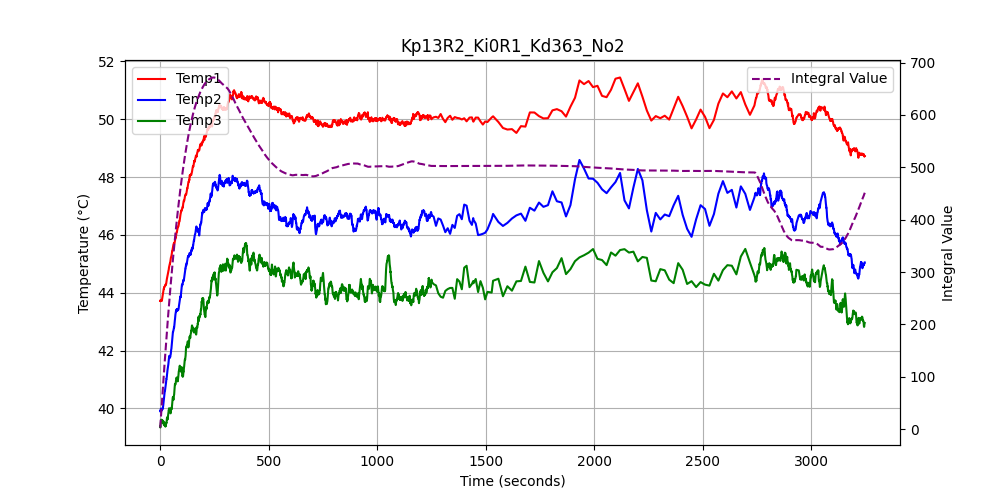 Kp13R2_Ki0R1_Kd363_No2
Temp1
Temp2
Temp3
Integral Value
52
50
48
46
44
42
40
Temperature (°C)
700
600
500
400
300
200
100
0
Integral Value
0
500
1000
1500
2000
2500
3000
Time (seconds)